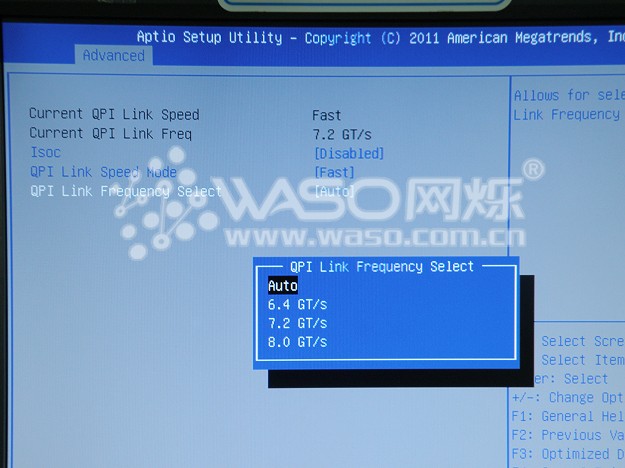 Aptio Setup Utility - Copyright (C) 2011 American Megatrends, Inc
Advanced
Allows for sele
Link Frequency
Current QPI Link Speed Fast
Current QPI Link Freq 7.2 GT/s
Isoc [Disabled]
QPI Link Speed Mode [Fast]
QPI Link Frequency Select [Auto]
WASO网烁®
www.waso.com.cn
QPI Link Frequency Select
Auto
6.4 GT/s
7.2 GT/s
8.0 GT/s
Select Scre
Select Item
er: Select
+/-: Change Opt
F1: General Hel
F2: Previous Va
F3: Optimized D